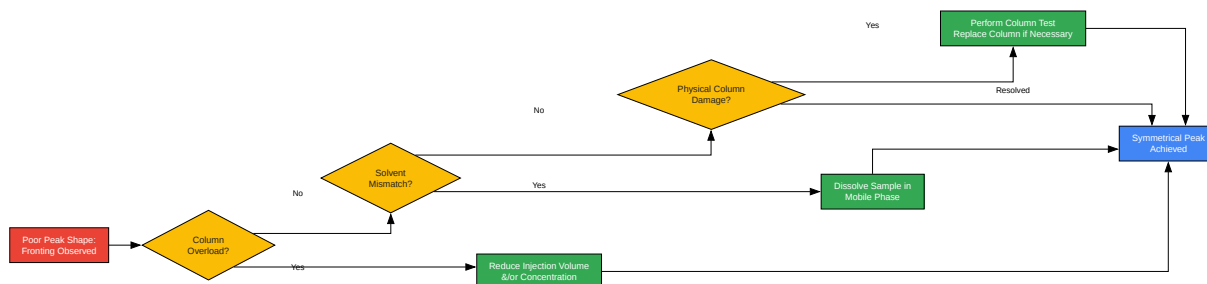 Yes
Perform Column Test
Replace Column if Necessary
Physical Column
Damage?
Resolved
No
Symmetrical Peak
Achieved
Solvent
Mismatch?
Yes
Dissolve Sample in
Mobile Phase
No
Poor Peak Shape:
Fronting Observed
Column
Overload?
Yes
Reduce Injection Volume
&/or Concentration